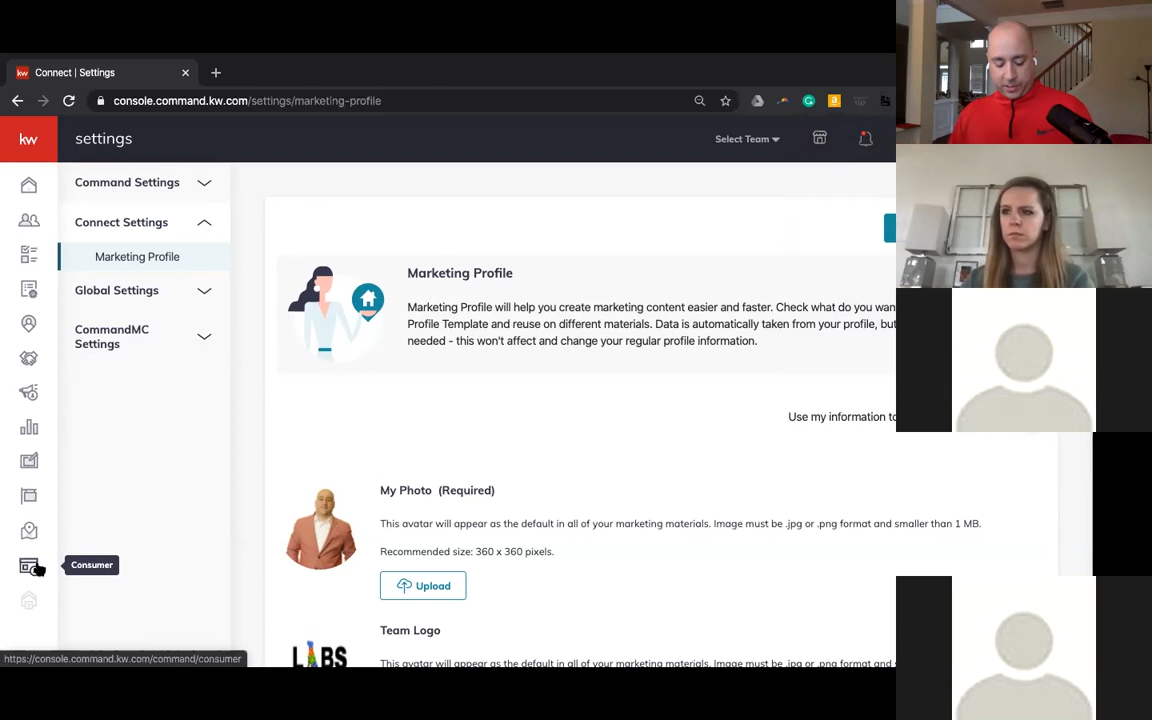 kw Connect | Settings
console.command.kw.com/settings/marketing-profile
kw settings Select Team
Command Settings
Connect Settings
Marketing Profile
Global Settings
CommandMC
Settings
Consumer
https://console.command.kw.com/command/consumer
Marketing Profile
Marketing Profile will help you create marketing content easier and faster. Check what do you want
Profile Template and reuse on different materials. Data is automatically taken from your profile, but
needed - this won't affect and change your regular profile information.
Use my information to
My Photo (Required)
This avatar will appear as the default in all of your marketing materials. Image must be .jpg or .png format and smaller than 1 MB.
Recommended size: 360 x 360 pixels.
Upload
Team Logo
LABS
This avatar will appear as the default in all of your marketing materials. Image must be .jpg or .png format and